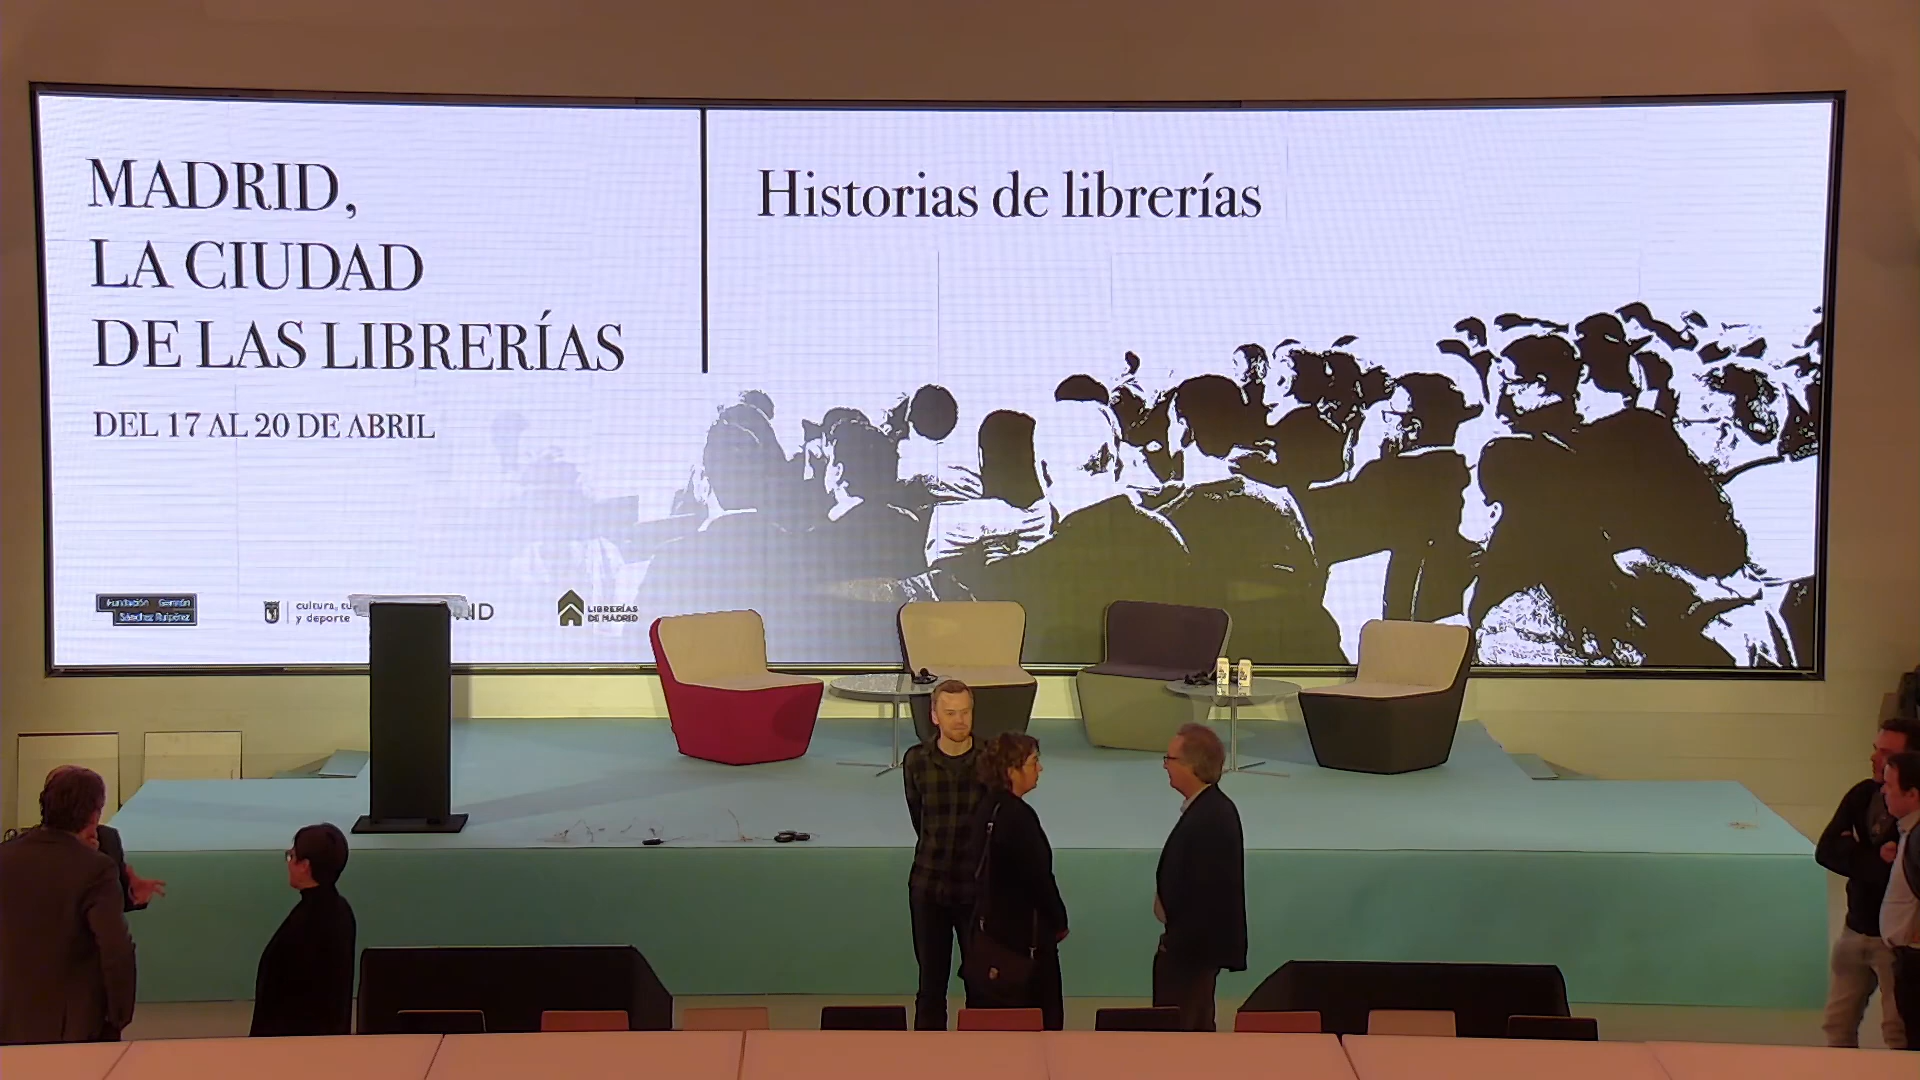 MADRID,
LA CIUDAD
DE LAS LIBRERÍAS
DEL 17 AL 20 DE ABRIL
Historias de librerías
Fundación Germán
Sánchez Ruipérez
cultura,
y deporte
LIBRERÍAS
DE MADRID